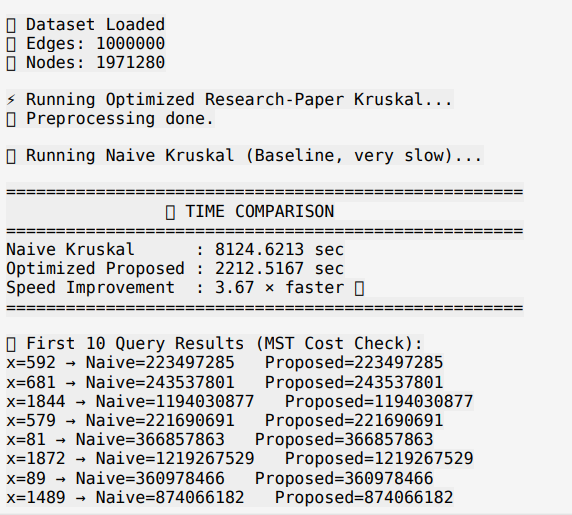 ▯ Dataset Loaded
▯ Edges: 1000000
▯ Nodes: 1971280
⚡ Running Optimized Research-Paper Kruskal...
▯ Preprocessing done.
▯ Running Naive Kruskal (Baseline, very slow)...
====================================================
▯ TIME COMPARISON
====================================================
Naive Kruskal      : 8124.6213 sec
Optimized Proposed : 2212.5167 sec
Speed Improvement  : 3.67 × faster ▯
====================================================
▯ First 10 Query Results (MST Cost Check):
x=592 → Naive=223497285   Proposed=223497285
x=681 → Naive=243537801   Proposed=243537801
x=1844 → Naive=1194030877   Proposed=1194030877
x=579 → Naive=221690691   Proposed=221690691
x=81 → Naive=366857863   Proposed=366857863
x=1872 → Naive=1219267529   Proposed=1219267529
x=89 → Naive=360978466   Proposed=360978466
x=1489 → Naive=874066182   Proposed=874066182